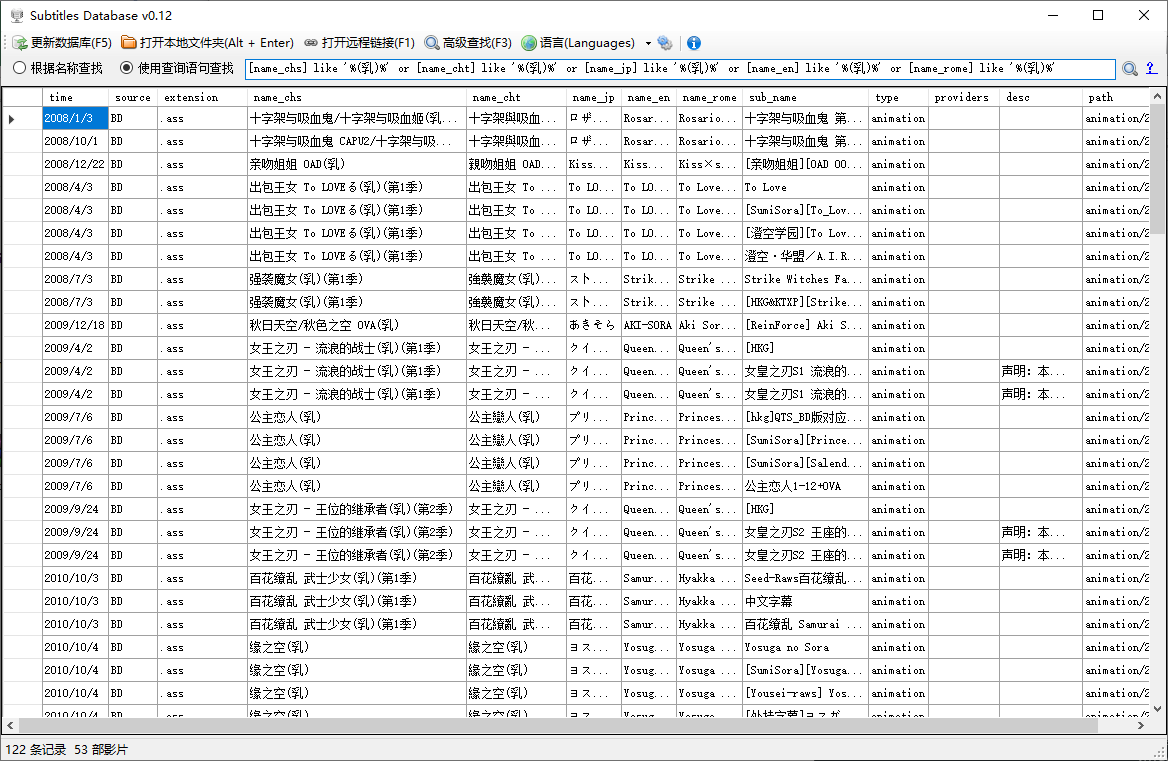 Subtitles Database v0.12
更新数据库(F5) 打开本地文件夹(Alt + Enter) 打开远程链接(F1) 高级查找(F3) 语言(Languages)
根据名称查找 使用查询语句查找 [name_chs] like '%(乳)%' or [name_cht] like '%(乳)%' or [name_jp] like '%(乳)%' or [name_en] like '%(乳)%' or [name_rome] like '%(乳)%' ?
time source extension name_chs name_cht name_jp name_en name_rome sub_name type providers desc path
2008/1/3 BD .ass 十字架与吸血鬼/十字架与吸血姬(乳... 十字架與吸血... ロザ... Rosar... Rosario... 十字架与吸血鬼 第... animation animation/2
2008/10/1 BD .ass 十字架与吸血鬼 CAPU2/十字架与吸... 十字架與吸血... ロザ... Rosar... Rosario... 十字架与吸血鬼 第... animation animation/2
2008/12/22 BD .ass 亲吻姐姐 OAD(乳) 親吻姐姐 OAD... Kiss... Kiss... Kiss×s... [亲吻姐姐][OAD 00... animation animation/2
2008/4/3 BD .ass 出包王女 To LOVEる(乳)(第1季) 出包王女 To ... To LO... To LO... To Love... To Love animation animation/2
2008/4/3 BD .ass 出包王女 To LOVEる(乳)(第1季) 出包王女 To ... To LO... To LO... To Love... [SumiSora][To_Lov... animation animation/2
2008/4/3 BD .ass 出包王女 To LOVEる(乳)(第1季) 出包王女 To ... To LO... To LO... To Love... [澄空学园][To Lov... animation animation/2
2008/4/3 BD .ass 出包王女 To LOVEる(乳)(第1季) 出包王女 To ... To LO... To LO... To Love... 澄空·华盟／A.I.R... animation animation/2
2008/7/3 BD .ass 强袭魔女(乳)(第1季) 強襲魔女(乳)... スト... Strik... Strike ... Strike Witches Fa... animation animation/2
2008/7/3 BD .ass 强袭魔女(乳)(第1季) 強襲魔女(乳)... スト... Strik... Strike ... [HKG&KTXP][Strike... animation animation/2
2009/12/18 BD .ass 秋日天空/秋色之空 OVA(乳) 秋日天空/秋... あきそら AKI-SORA Aki Sor... [ReinForce] Aki S... animation animation/2
2009/4/2 BD .ass 女王之刃 - 流浪的战士(乳)(第1季) 女王之刃 - ... クイ... Queen... Queen's... [HKG] animation animation/2
2009/4/2 BD .ass 女王之刃 - 流浪的战士(乳)(第1季) 女王之刃 - ... クイ... Queen... Queen's... 女皇之刃S1 流浪的... animation 声明：本... animation/2
2009/4/2 BD .ass 女王之刃 - 流浪的战士(乳)(第1季) 女王之刃 - ... クイ... Queen... Queen's... 女皇之刃S1 流浪的... animation 声明：本... animation/2
2009/7/6 BD .ass 公主恋人(乳) 公主戀人(乳) プリ... Princ... Princes... [hkg]QTS_BD版对应... animation animation/2
2009/7/6 BD .ass 公主恋人(乳) 公主戀人(乳) プリ... Princ... Princes... [SumiSora][Prince... animation animation/2
2009/7/6 BD .ass 公主恋人(乳) 公主戀人(乳) プリ... Princ... Princes... [SumiSora][Salend... animation animation/2
2009/7/6 BD .ass 公主恋人(乳) 公主戀人(乳) プリ... Princ... Princes... 公主恋人1-12+OVA animation animation/2
2009/9/24 BD .ass 女王之刃 - 王位的继承者(乳)(第2季) 女王之刃 - ... クイ... Queen... Queen's... [HKG] animation animation/2
2009/9/24 BD .ass 女王之刃 - 王位的继承者(乳)(第2季) 女王之刃 - ... クイ... Queen... Queen's... 女皇之刃S2 王座的... animation 声明：本... animation/2
2009/9/24 BD .ass 女王之刃 - 王位的继承者(乳)(第2季) 女王之刃 - ... クイ... Queen... Queen's... 女皇之刃S2 王座的... animation 声明：本... animation/2
2010/10/3 BD .ass 百花缭乱 武士少女(乳)(第1季) 百花繚亂 武... 百花... Samur... Hyakka ... Seed-Raws百花缭乱... animation animation/2
2010/10/3 BD .ass 百花缭乱 武士少女(乳)(第1季) 百花繚亂 武... 百花... Samur... Hyakka ... 中文字幕 animation animation/2
2010/10/3 BD .ass 百花缭乱 武士少女(乳)(第1季) 百花繚亂 武... 百花... Samur... Hyakka ... 百花缭乱 Samurai ... animation animation/2
2010/10/4 BD .ass 缘之空(乳) 緣之空(乳) ヨス... Yosug... Yosuga ... Yosuga no Sora animation animation/2
2010/10/4 BD .ass 缘之空(乳) 緣之空(乳) ヨス... Yosug... Yosuga ... [SumiSora][Yosuga... animation animation/2
2010/10/4 BD .ass 缘之空(乳) 緣之空(乳) ヨス... Yosug... Yosuga ... [Yousei-raws] Yos... animation animation/2
2010/10/4 BD .ass 缘之空(乳) 緣之空(乳) ヨス... Yosug... Yosuga ... animation animation/2
122 条记录 53 部影片